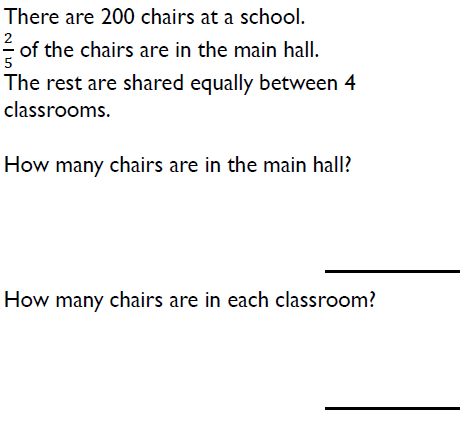 There are 200 chairs at a school.
2/5 of the chairs are in the main hall.
The rest are shared equally between 4
classrooms.
How many chairs are in the main hall?
How many chairs are in each classroom?